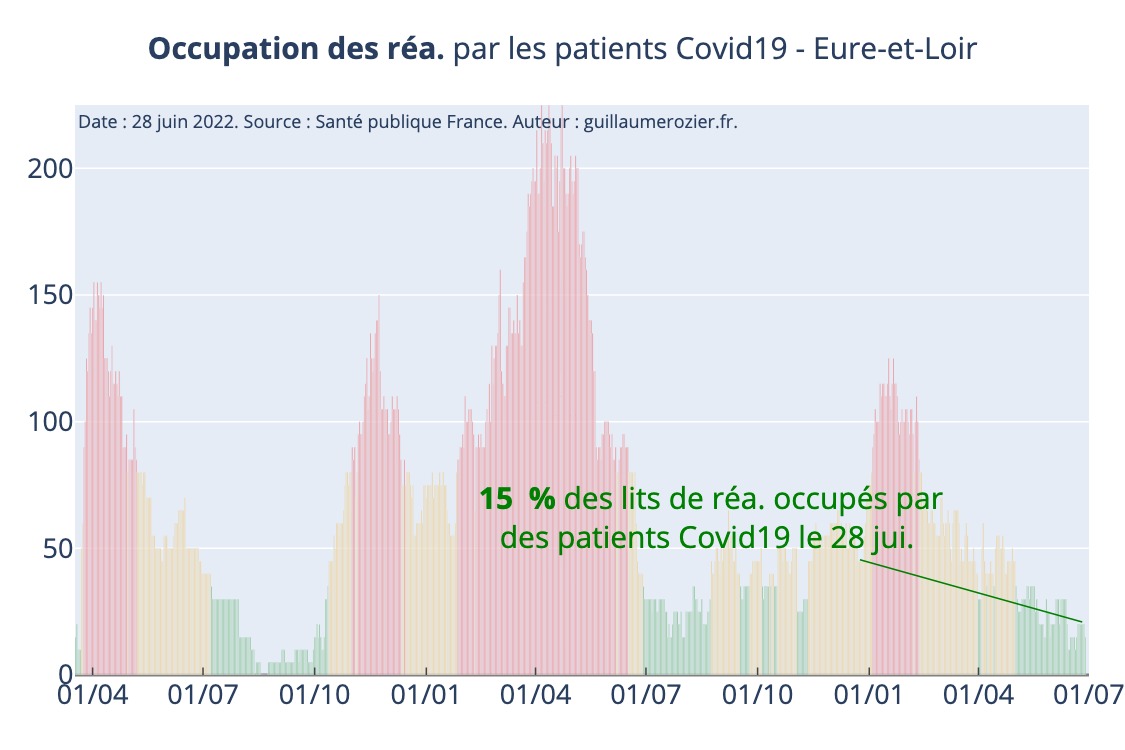 Occupation des réa. par les patients Covid19 - Eure-et-Loir
Date : 28 juin 2022. Source : Santé publique France. Auteur : guillaumerozier.fr.
200
150
100
50
0
15 % des lits de réa. occupés par
des patients Covid19 le 28 jui.
01/04 01/07 01/10 01/01 01/04 01/07 01/10 01/01 01/04 01/07